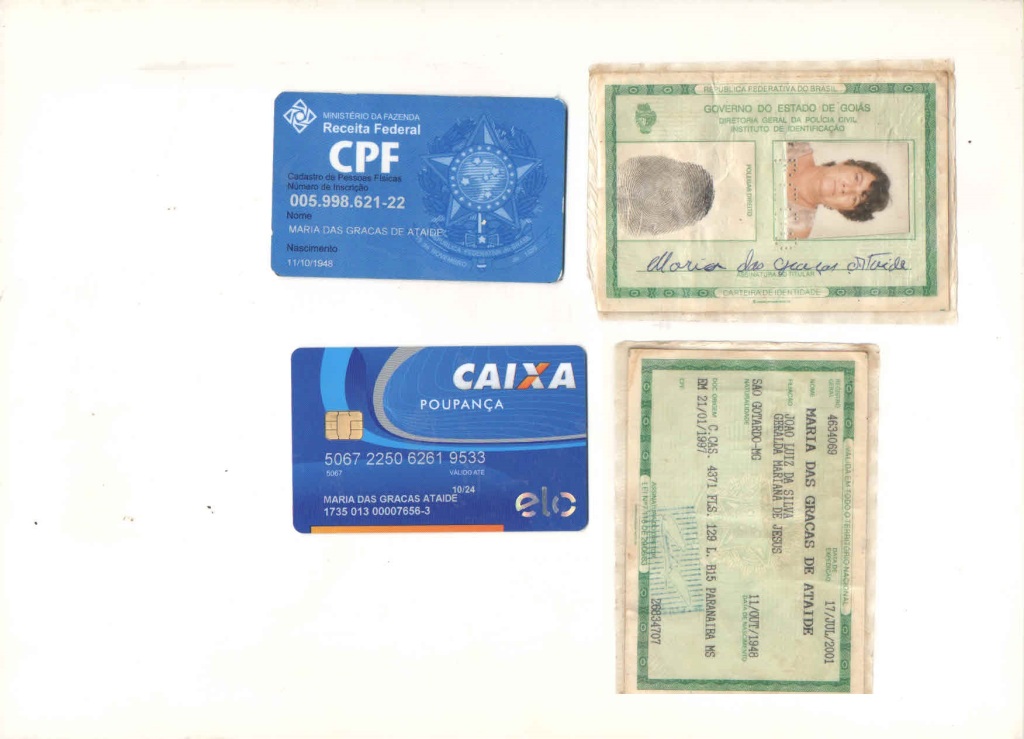 MINISTÉRIO DA FAZENDA
Receita Federal
CPF
Cadastro de Pessoas Físicas
Número de Inscrição
005.998.621-22
Nome
MARIA DAS GRACAS DE ATAIDE
Nascimento
11/10/1948
REPÚBLICA FEDERATIVA DO BRASIL
GOVERNO DO ESTADO DE GOIÁS
DIRETORIA GERAL DA POLÍCIA CIVIL
INSTITUTO DE IDENTIFICAÇÃO
POLEGAR DIREITO
Maria das graças Ataide
ASSINATURA DO TITULAR
CARTEIRA DE IDENTIDADE
CAIXA
POUPANÇA
5067 2250 6261 9533
5067
VÁLIDO ATÉ
10/24
MARIA DAS GRACAS ATAIDE
1735 013 00007656-3
elo
VÁLIDA EM TODO O TERRITÓRIO NACIONAL
REGISTRO GERAL 4634069 DATA DE EXPEDIÇÃO 17/JUL/2001
NOME MARIA DAS GRACAS DE ATAIDE
FILIAÇÃO JOAO LUIZ DA SILVA
GERALDA MARIANA DE JESUS
NATURALIDADE SAO GOTARDO-MG DATA DE NASCIMENTO 11/OUT/1948
DOC ORIGEM C.CAS. 4371 FLS. 129 L. B15 PARANAIBA MS
EM 21/01/1997
CPF
26834707